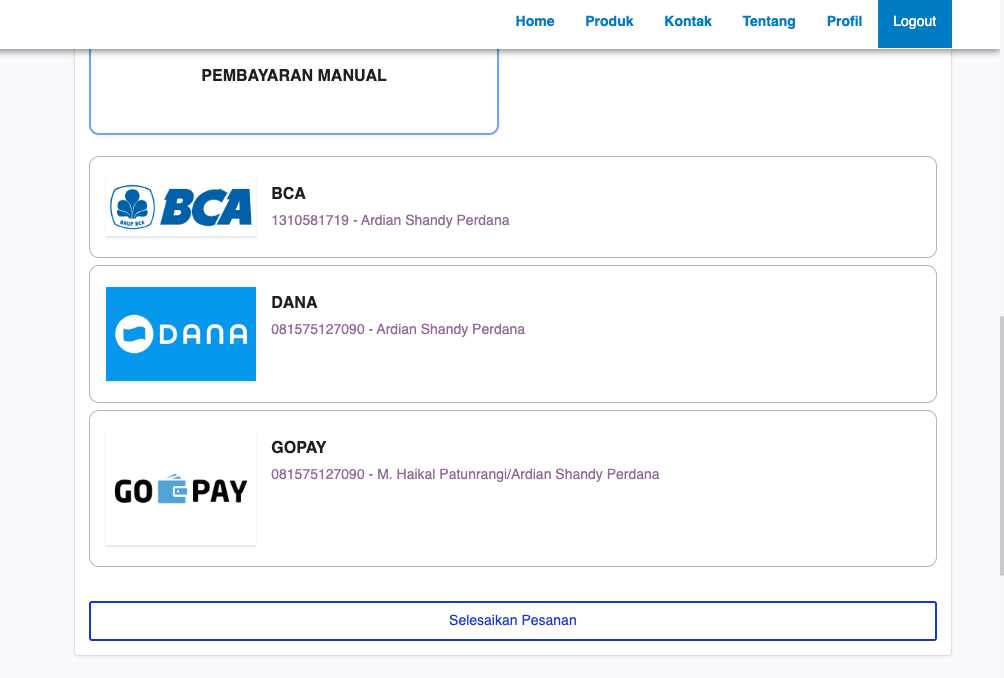 Home Produk Kontak Tentang Profil Logout
PEMBAYARAN MANUAL
GRUP BCA
BCA
BCA
1310581719 - Ardian Shandy Perdana
DANA
DANA
081575127090 - Ardian Shandy Perdana
GOPAY
081575127090 - M. Haikal Patunrangi/Ardian Shandy Perdana
GO PAY
Selesaikan Pesanan